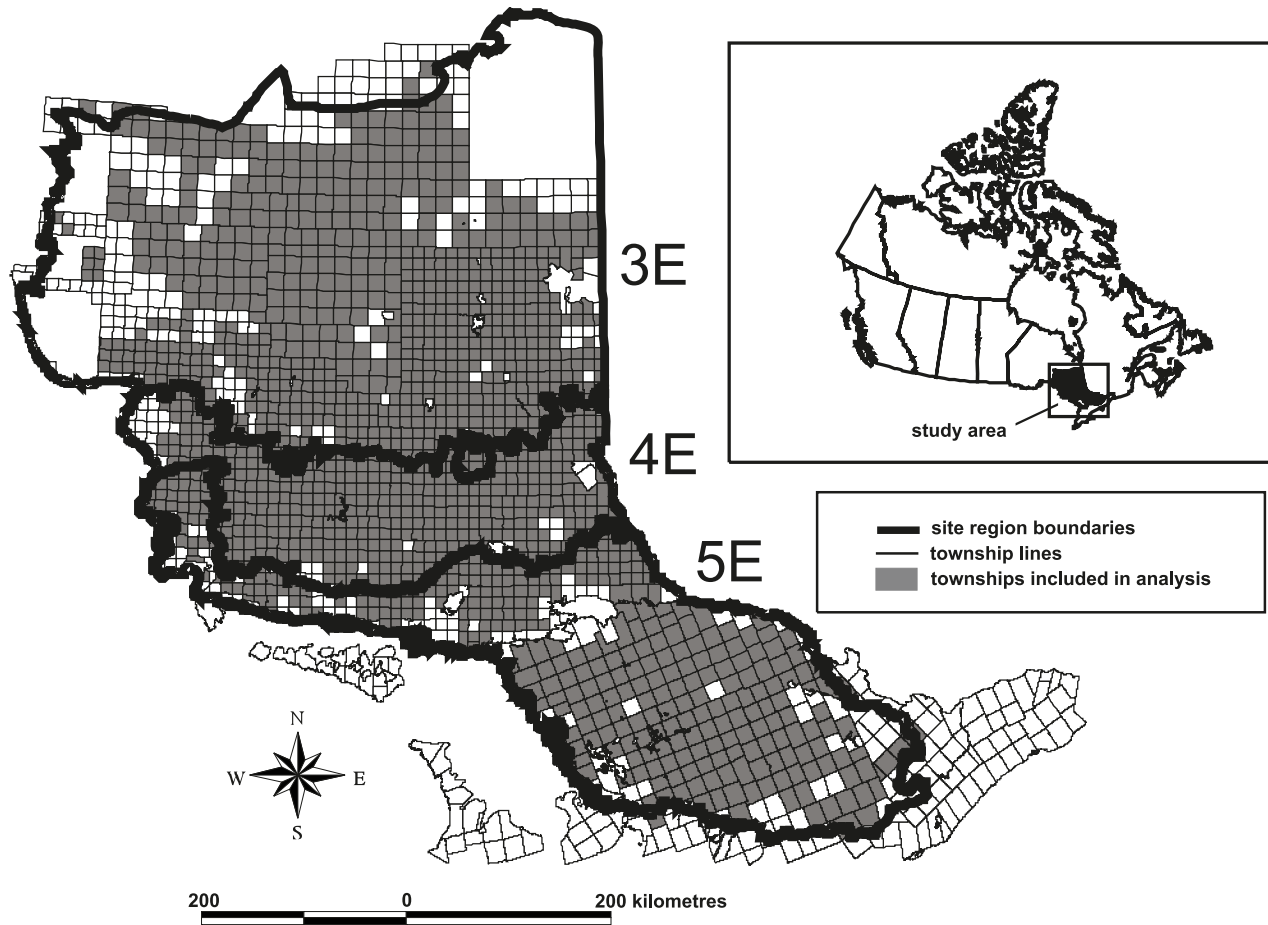 3E
4E
5E
study area
site region boundaries
township lines
townships included in analysis
N
W E
S
200 0 200 kilometres